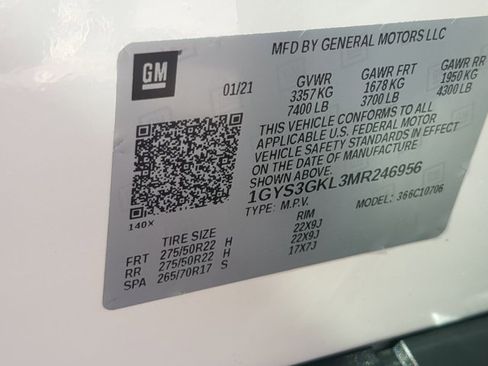 MFD BY GENERAL MOTORS LLC
GM
01/21 GVWR GAWR FRT GAWR RR
3357 KG 1678 KG 1950 KG
7400 LB 3700 LB 4300 LB
THIS VEHICLE CONFORMS TO ALL
APPLICABLE U.S. FEDERAL MOTOR
VEHICLE SAFETY AND THEFT
PREVENTION STANDARDS IN EFFECT
ON THE DATE OF MANUFACTURE
SHOWN ABOVE.
1GYS3GKL3MR246956
TYPE: M.P.V. MODEL: 366C10706
140X
TIRE SIZE RIM
FRT 275/50R22 H 22X9J
RR 275/50R22 H 22X9J
SPA 265/70R17 S 17X7J